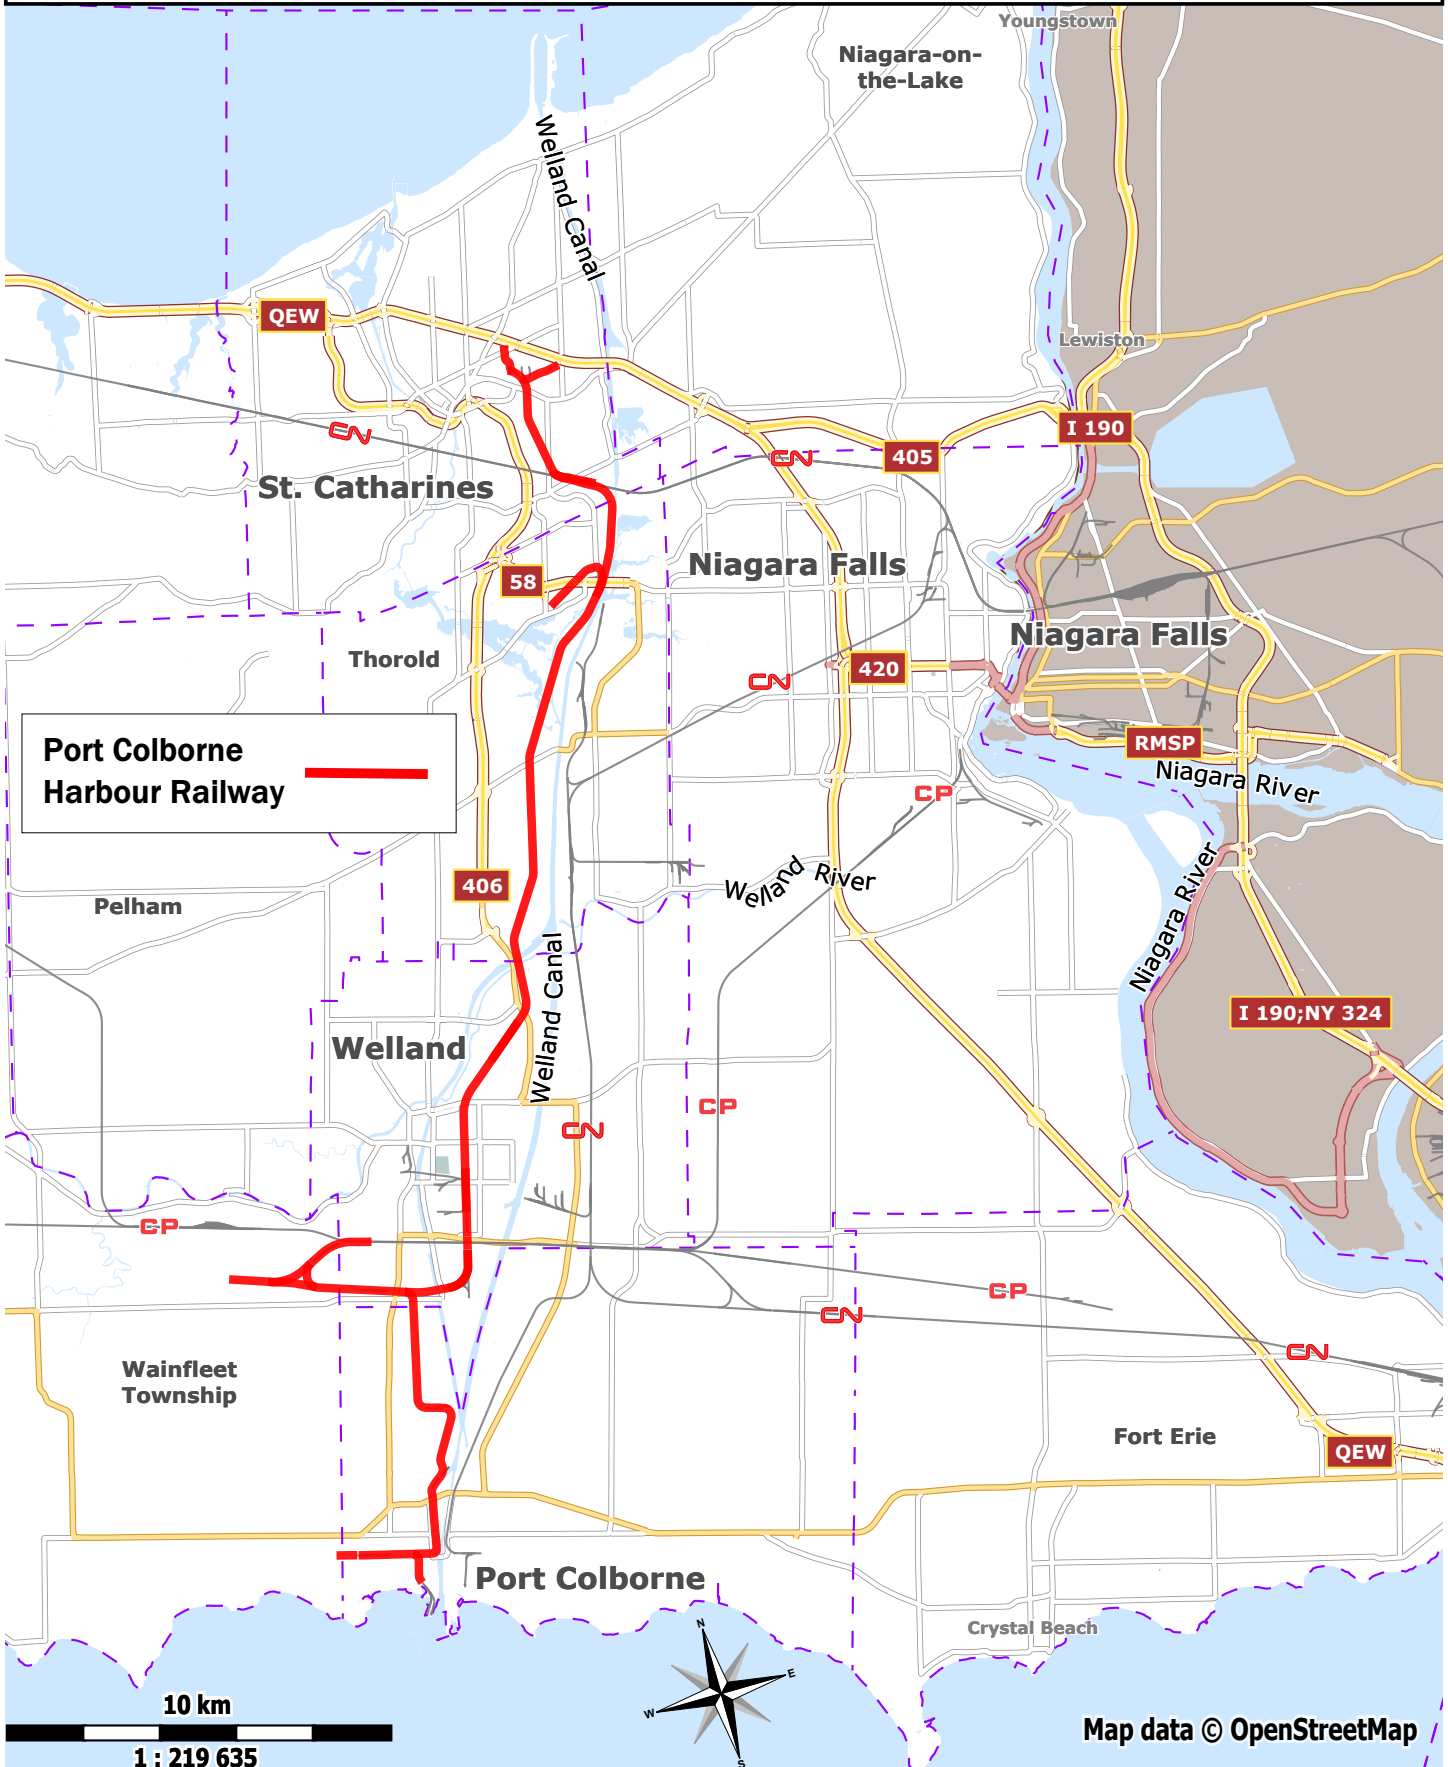 Youngstown
Niagara-on-
the-Lake
Welland Canal
QEW
Lewiston
I 190
CN
405
CN
St. Catharines
Niagara Falls
58
Niagara Falls
Thorold
420
CN
Port Colborne
Harbour Railway
RMSP
Niagara River
CP
Welland River
406
Pelham
Niagara River
Welland Canal
I 190;NY 324
Welland
CP
CN
CP
CP
CN
CN
Wainfleet
Township
Fort Erie
QEW
Port Colborne
Crystal Beach
N
E
W
S
10 km
1 : 219 635
Map data © OpenStreetMap